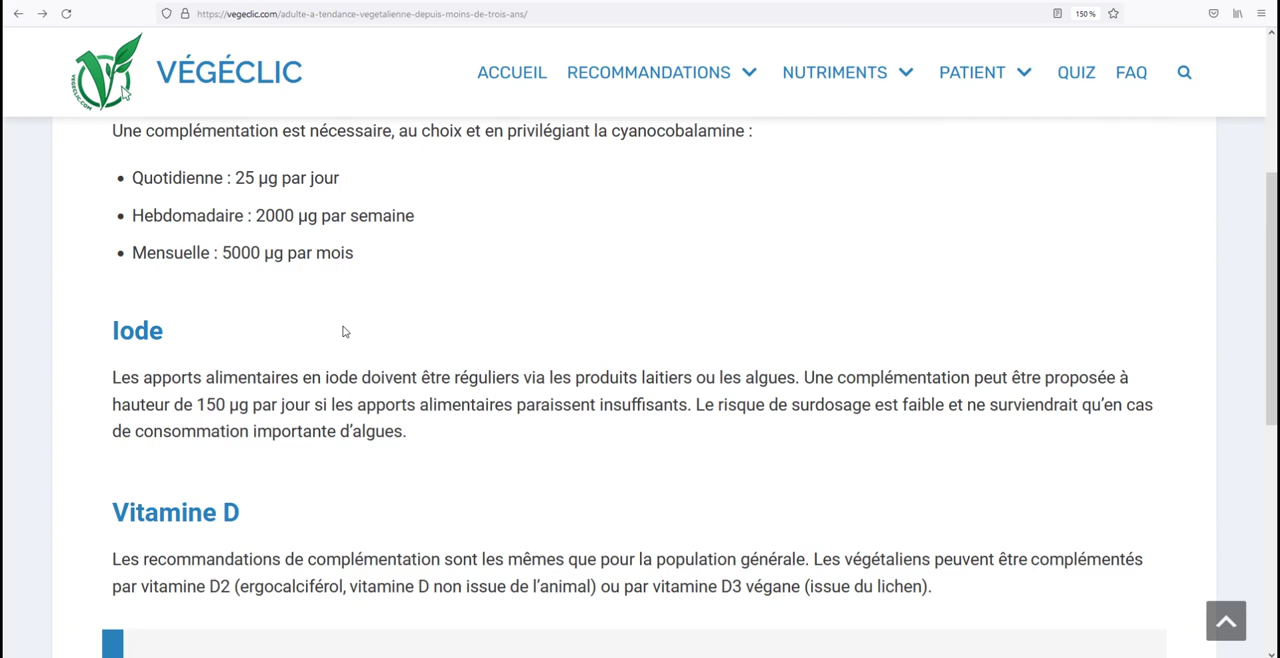 https://vegeclic.com/adulte-a-tendance-vegetalienne-depuis-moins-de-trois-ans/
150 %
VEGECLIC.COM
VÉGÉCLIC
ACCUEIL RECOMMANDATIONS NUTRIMENTS PATIENT QUIZ FAQ
Une complémentation est nécessaire, au choix et en privilégiant la cyanocobalamine :
• Quotidienne : 25 µg par jour
• Hebdomadaire : 2000 µg par semaine
• Mensuelle : 5000 µg par mois
Iode
Les apports alimentaires en iode doivent être réguliers via les produits laitiers ou les algues. Une complémentation peut être proposée à
hauteur de 150 µg par jour si les apports alimentaires paraissent insuffisants. Le risque de surdosage est faible et ne surviendrait qu’en cas
de consommation importante d’algues.
Vitamine D
Les recommandations de complémentation sont les mêmes que pour la population générale. Les végétaliens peuvent être complémentés
par vitamine D2 (ergocalciférol, vitamine D non issue de l’animal) ou par vitamine D3 végane (issue du lichen).